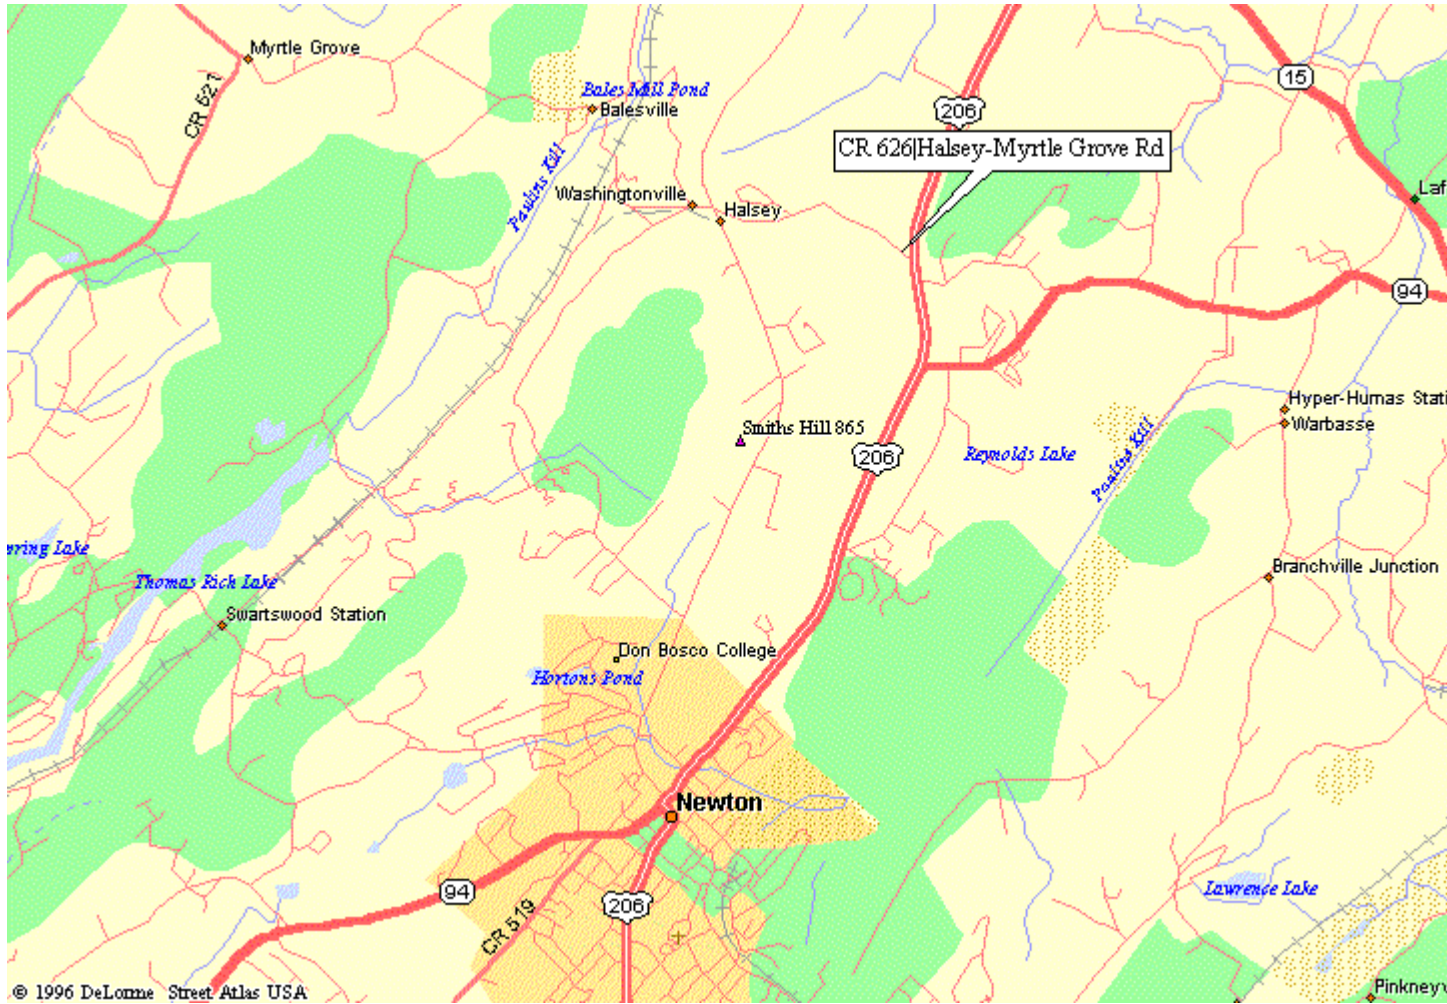 Myrtle Grove
CR 521
Bales Mill Pond
Balesville
206
15
CR 626|Halsey-Myrtle Grove Rd
Paulins Kill
Washingtonville
Halsey
Laf
94
Smiths Hill 865
206
Reynolds Lake
Paulins Kill
Hyper-Humas Stati
Warbasse
ring Lake
Thomas Rich Lake
Swartswood Station
Branchville Junction
Don Bosco College
Hortons Pond
Newton
94
206
CR 519
Lawrence Lake
Pinkneyv
© 1996 DeLorme Street Atlas USA